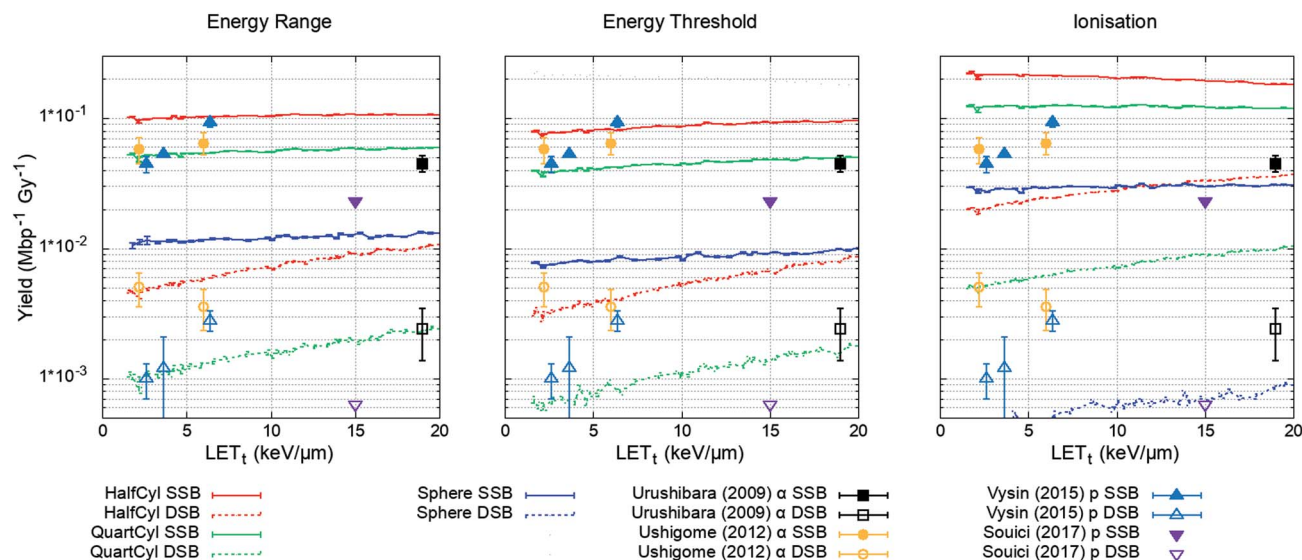 Energy Range
Energy Threshold
Ionisation
Yield (Mbp-1 Gy-1)
1*10-1
1*10-2
1*10-3
0 5 10 15 20
0 5 10 15 20
0 5 10 15 20
LETt (keV/µm)
LETt (keV/µm)
LETt (keV/µm)
HalfCyl SSB
HalfCyl DSB
QuartCyl SSB
QuartCyl DSB
Sphere SSB
Sphere DSB
Urushibara (2009) α SSB
Urushibara (2009) α DSB
Ushigome (2012) α SSB
Ushigome (2012) α DSB
Vysin (2015) p SSB
Vysin (2015) p DSB
Souici (2017) p SSB
Souici (2017) p DSB